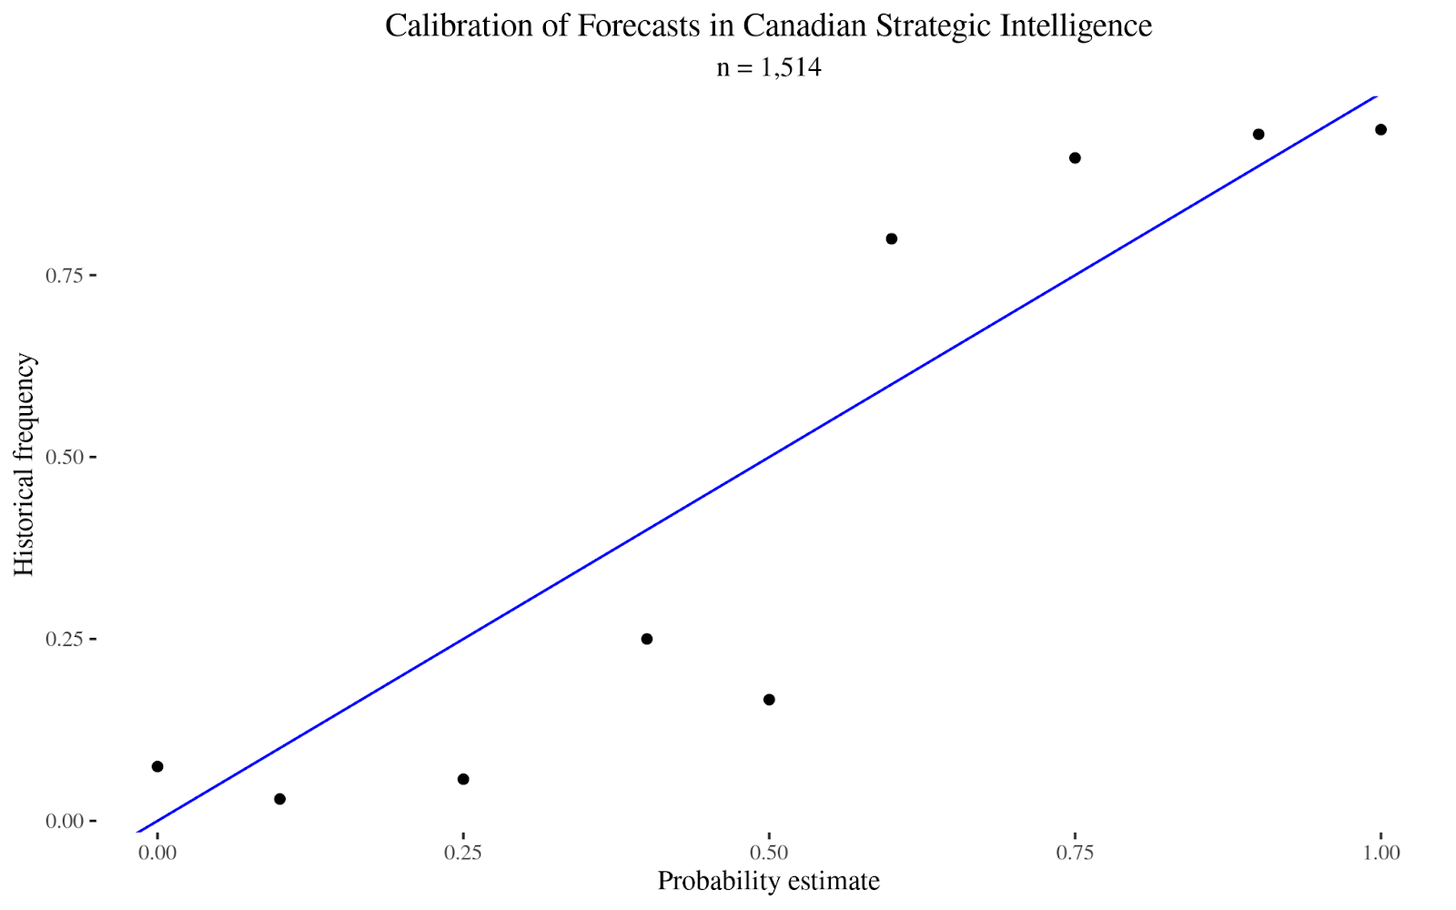 Calibration of Forecasts in Canadian Strategic Intelligence
n = 1,514
Historical frequency
0.75
0.50
0.25
0.00
0.00 0.25 0.50 0.75 1.00
Probability estimate